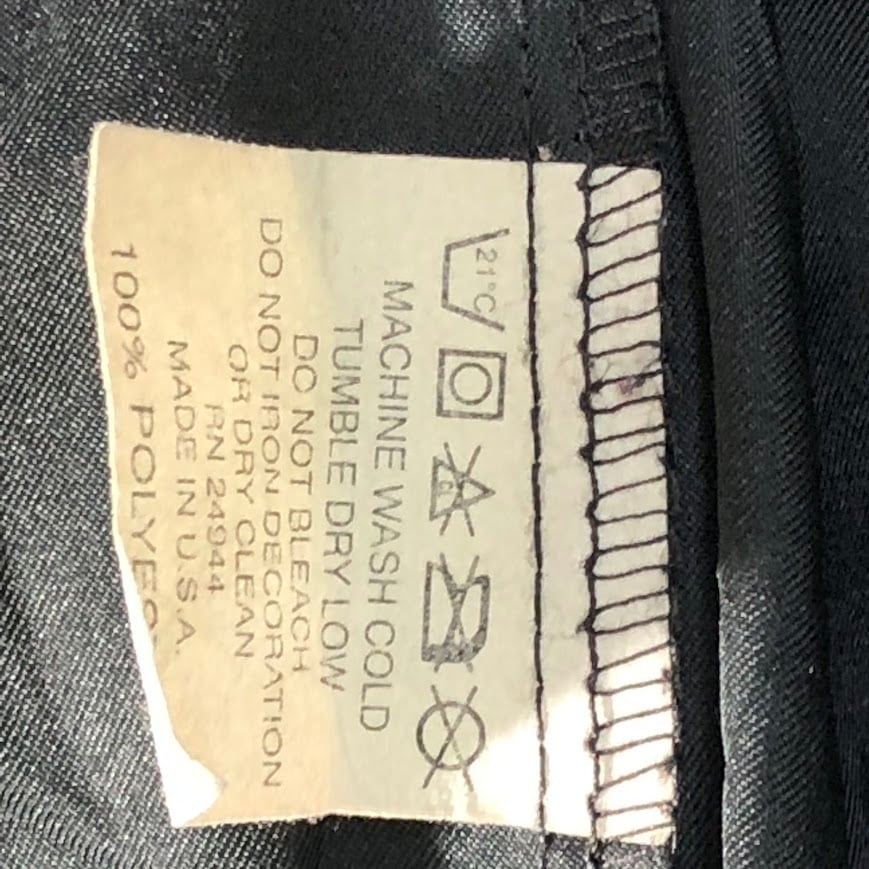 21°C
MACHINE WASH COLD
TUMBLE DRY LOW
DO NOT BLEACH
DO NOT IRON DECORATION
OR DRY CLEAN
RN 24944
MADE IN U.S.A.
100%